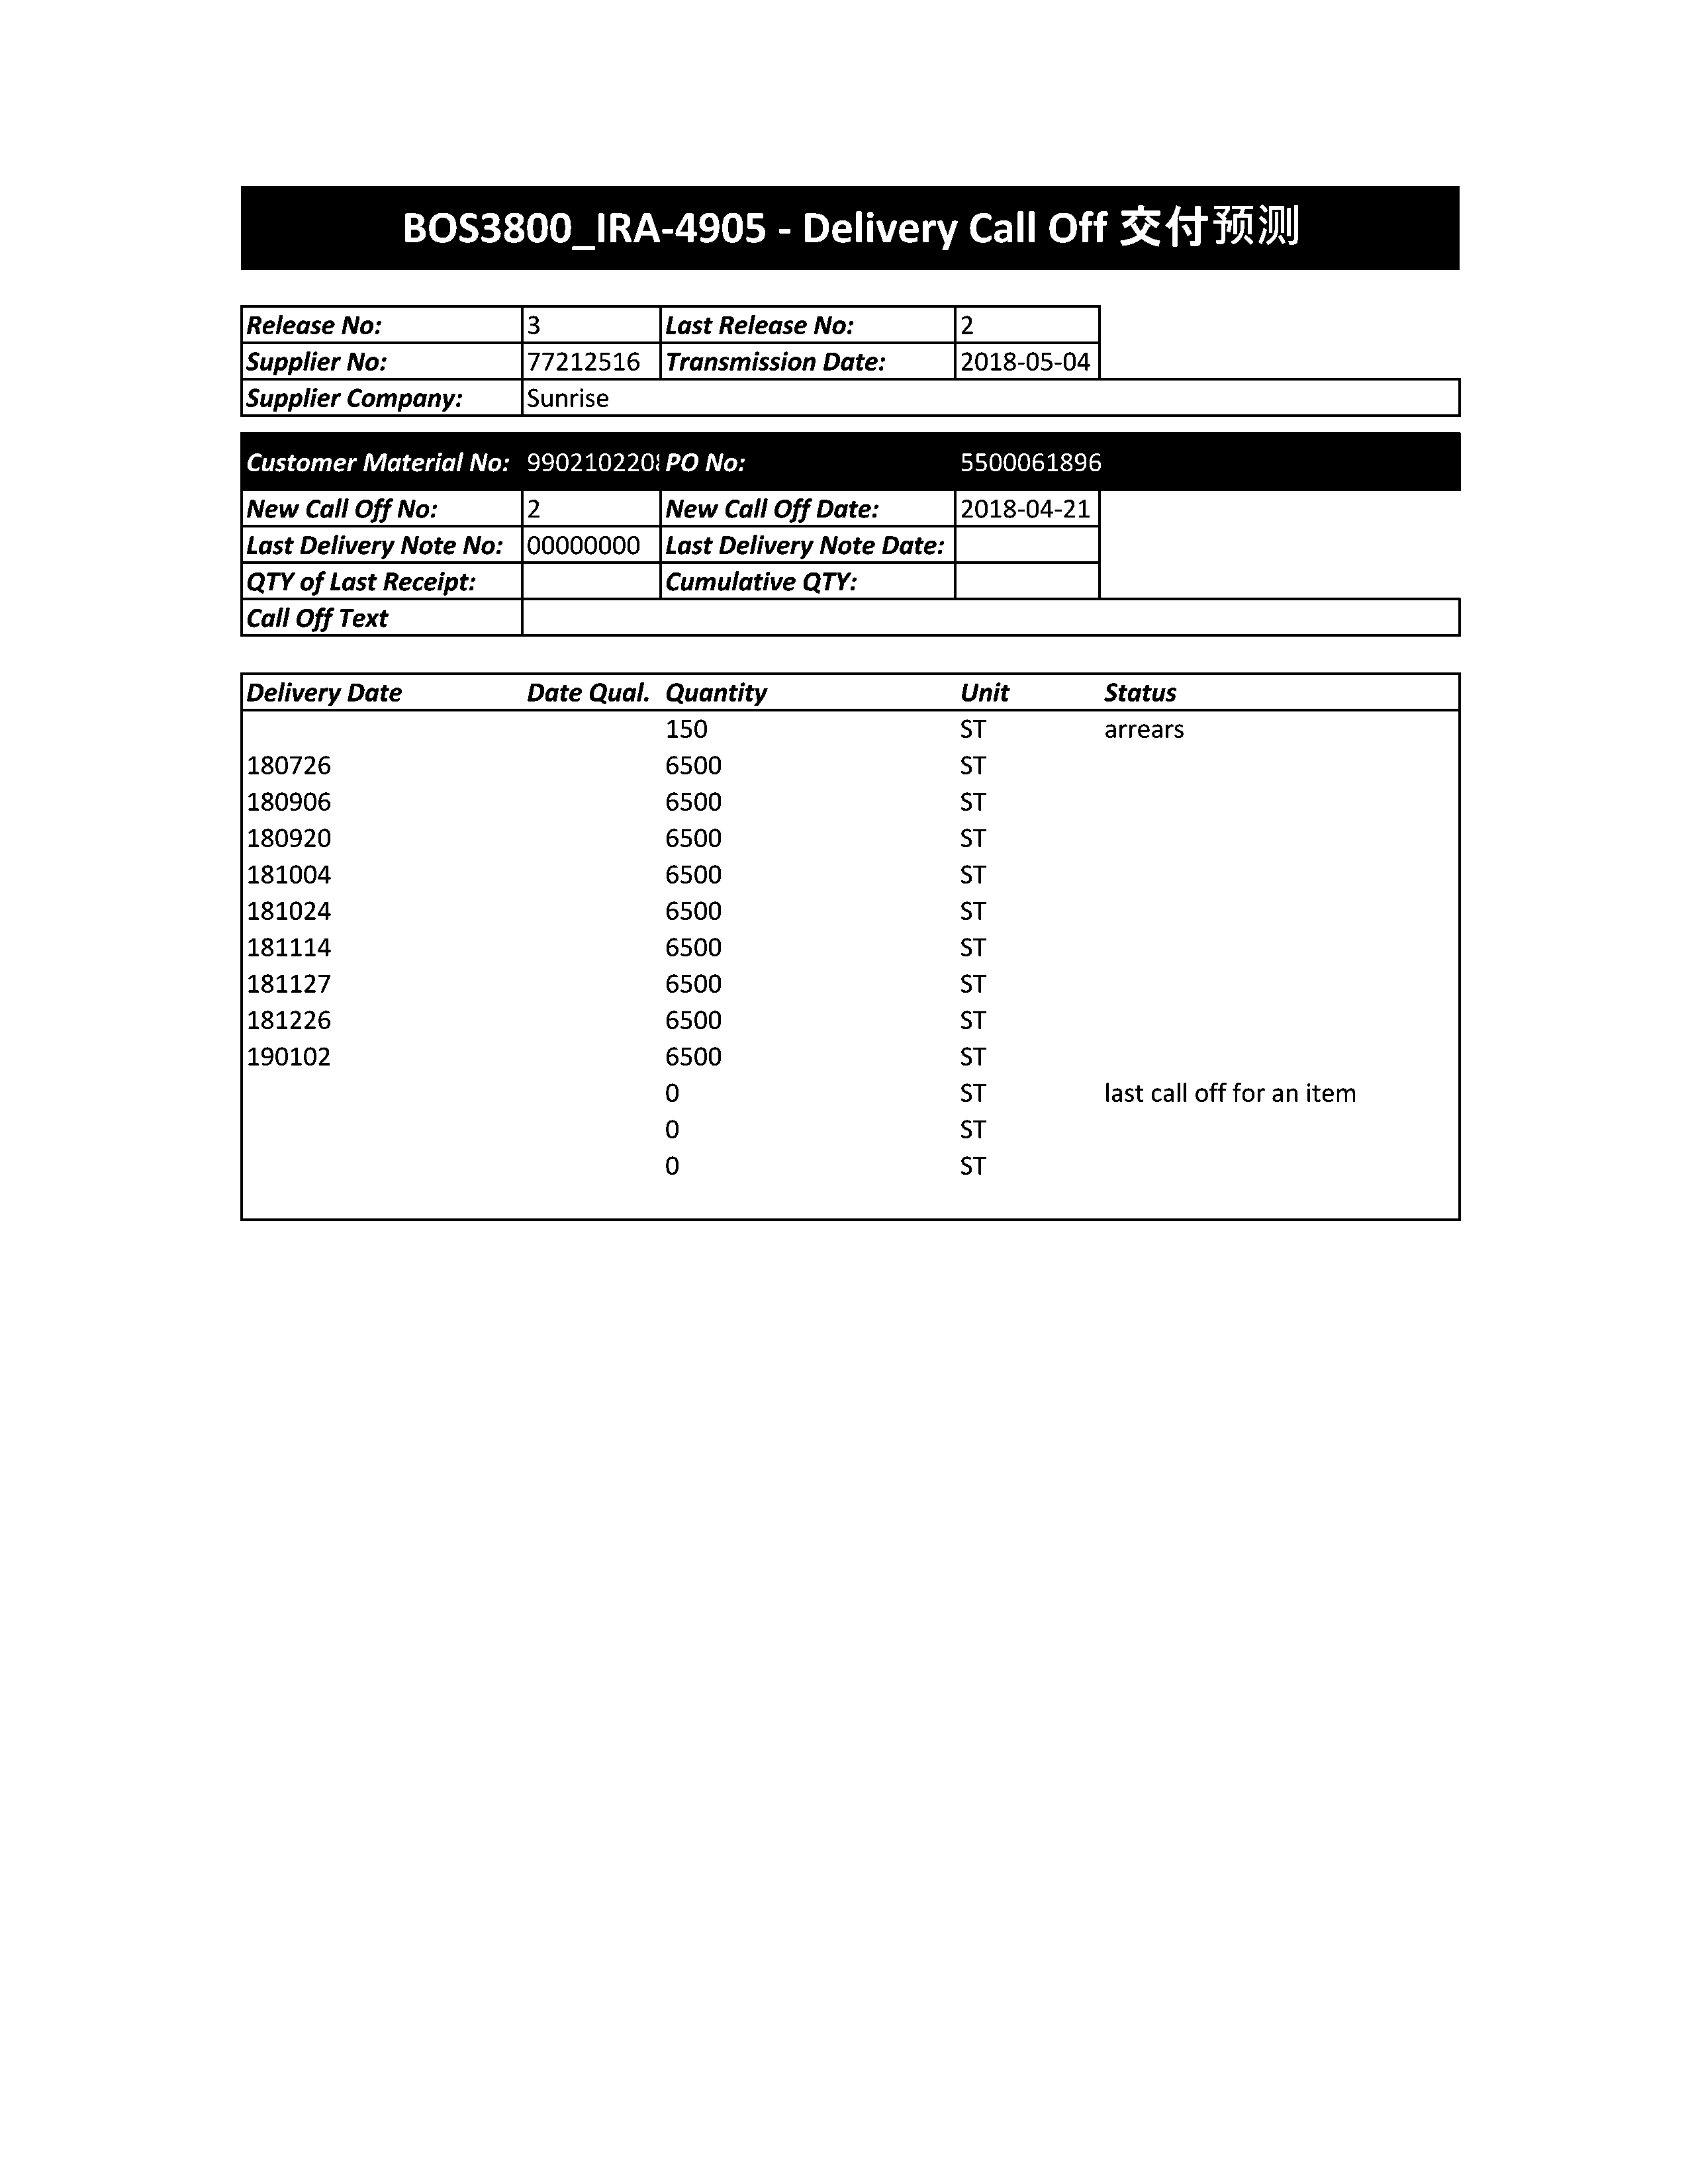 BOS3800_IRA-4905 - Delivery Call Off 交付预测
Release No: 3 Last Release No: 2
Supplier No: 77212516 Transmission Date: 2018-05-04
Supplier Company: Sunrise
Customer Material No: 990210220 PO No: 5500061896
New Call Off No: 2 New Call Off Date: 2018-04-21
Last Delivery Note No: 00000000 Last Delivery Note Date:
QTY of Last Receipt: Cumulative QTY:
Call Off Text
Delivery Date Date Qual. Quantity Unit Status
150 ST arrears
180726 6500 ST
180906 6500 ST
180920 6500 ST
181004 6500 ST
181024 6500 ST
181114 6500 ST
181127 6500 ST
181226 6500 ST
190102 6500 ST
0 ST last call off for an item
0 ST
0 ST